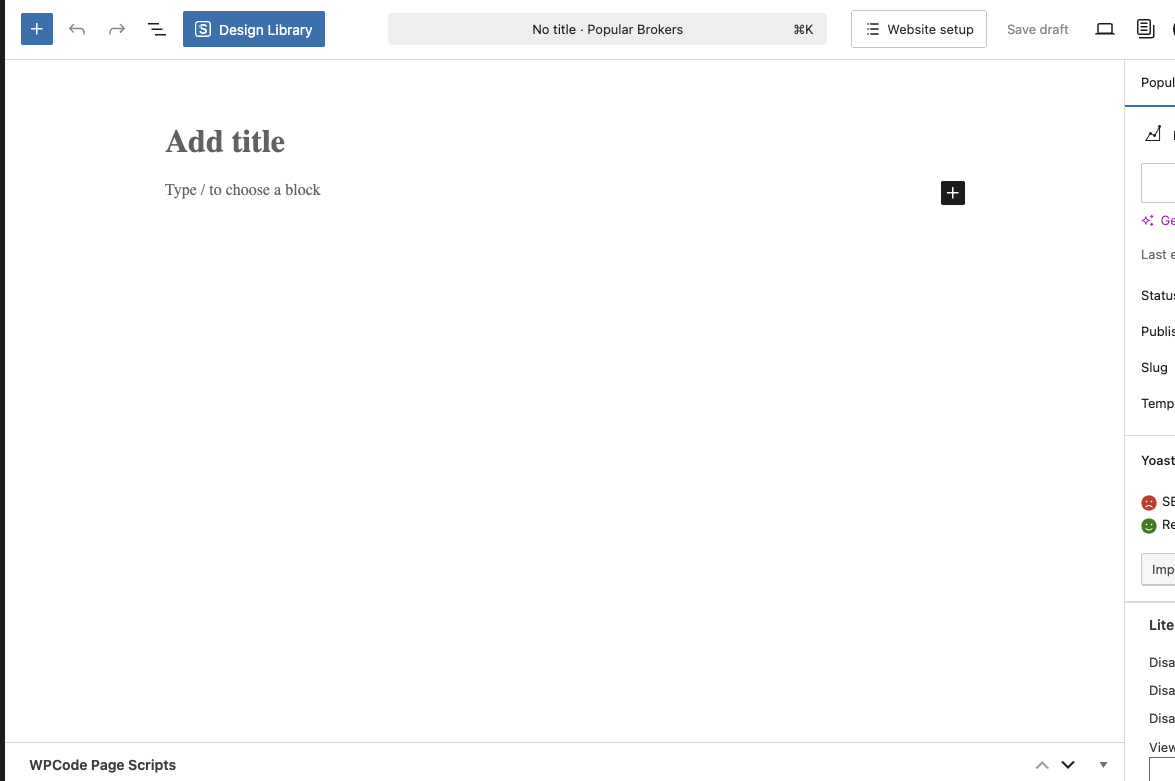 Design Library
No title · Popular Brokers
⌘K
Website setup
Save draft
Add title
Type / to choose a block
Popul
Ge
Last e
Status
Publis
Slug
Temp
Yoast
SE
Re
Imp
Lite
Disa
Disa
Disa
View
WPCode Page Scripts